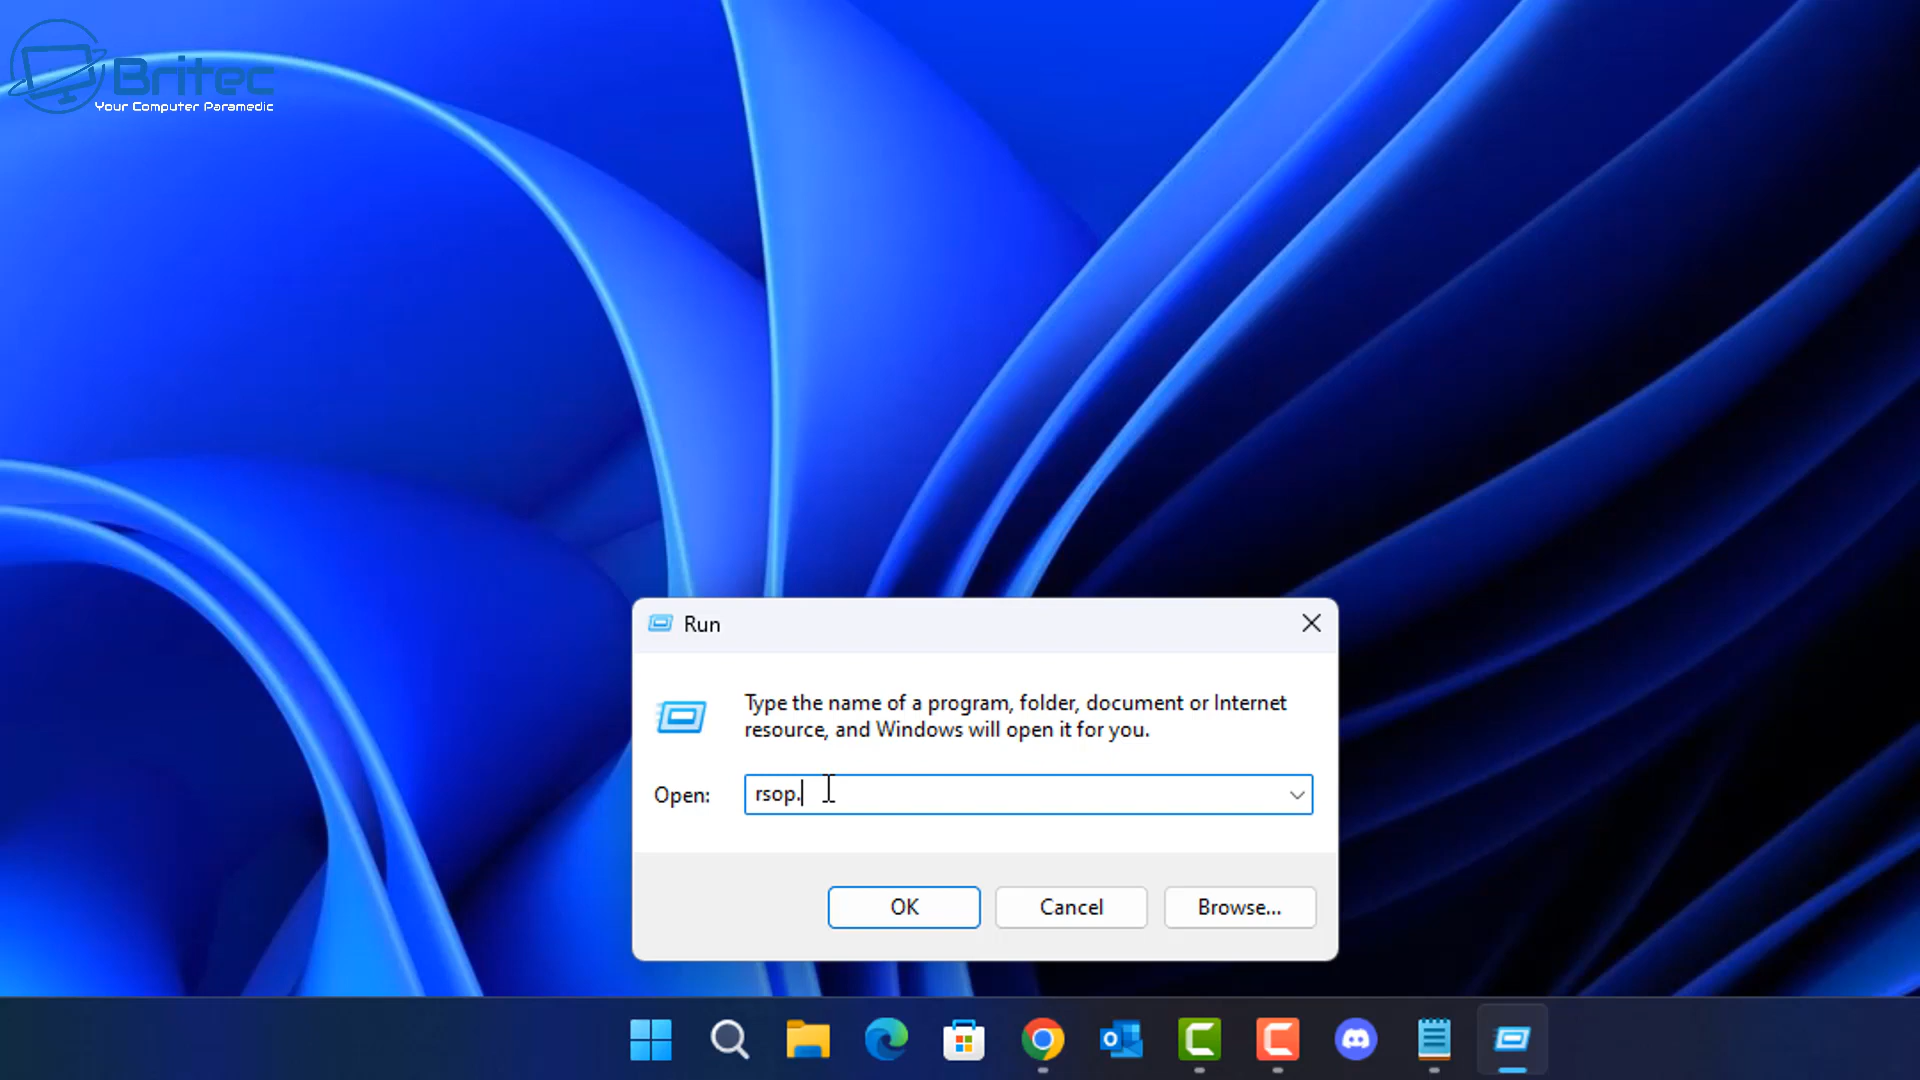 Britec
Your Computer Paramedic
Run
Type the name of a program, folder, document or Internet
resource, and Windows will open it for you.
Open:
rsop.
OK
Cancel
Browse...